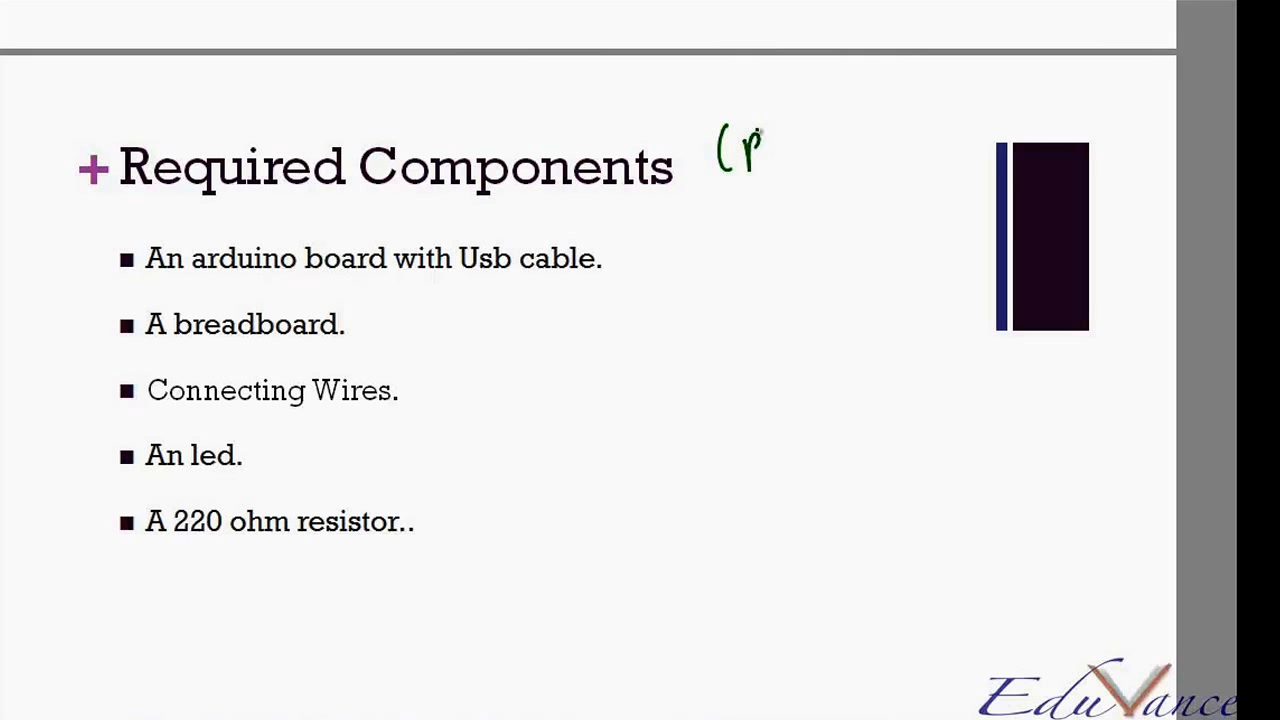 + Required Components (p
■ An arduino board with Usb cable.
■ A breadboard.
■ Connecting Wires.
■ An led.
■ A 220 ohm resistor..
EduVance